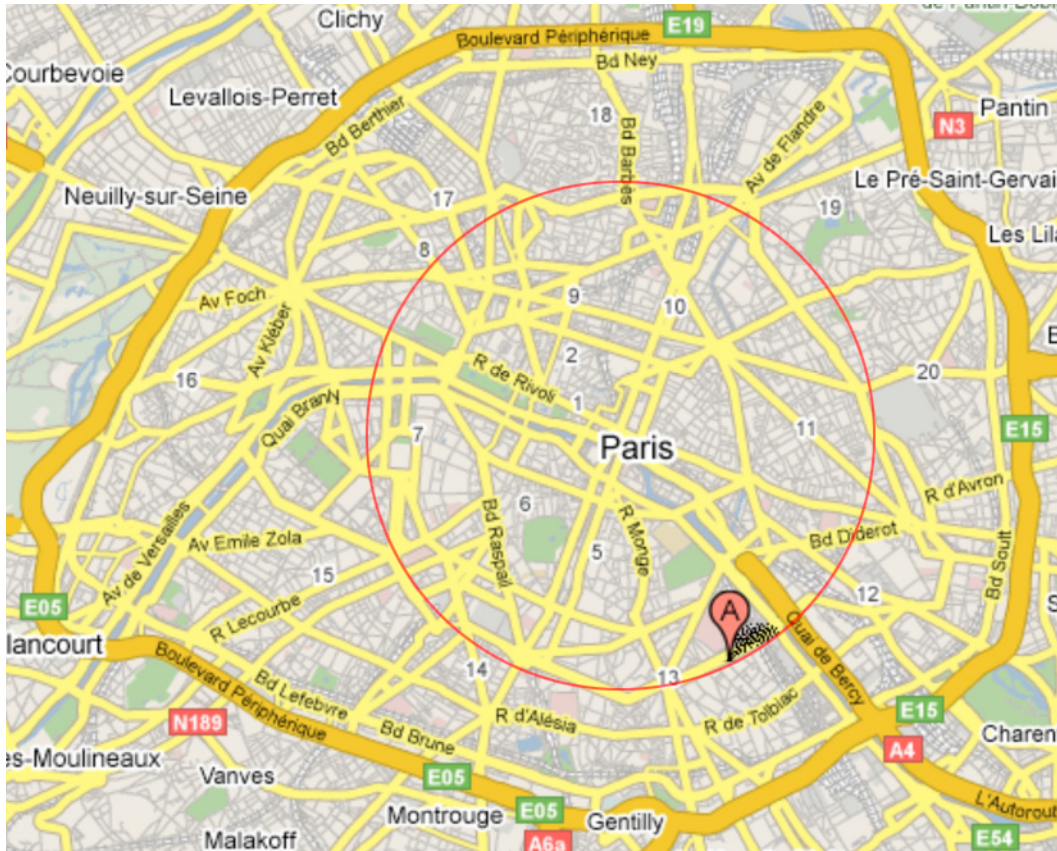 Clichy
E19
Boulevard Périphérique
Bd Ney
Courbevoie
Levallois-Perret
18
Pantin
Bd Berthier
Bd Barbès
Av de Flandre
N3
Neuilly-sur-Seine
17
Le Pré-Saint-Gervai
19
8
Les Lila
Av Foch
9
10
Av Kléber
2
16
R de Rivoli
20
1
Quai Branly
7
11
E15
Paris
R d'Avron
6
Bd Raspail
R Monge
Bd Diderot
Av de Versailles
Av Emile Zola
5
Bd Soult
15
12
E05
R Lecourbe
A
Quai de Bercy
lancourt
Boulevard Périphérique
14
13
Bd Lefebvre
R d'Alésia
R de Tolbiac
E15
N189
Bd Brune
A4
Charen
es-Moulineaux
Vanves
E05
Montrouge
E05
Gentilly
L'Autorout
Malakoff
A6a
E54